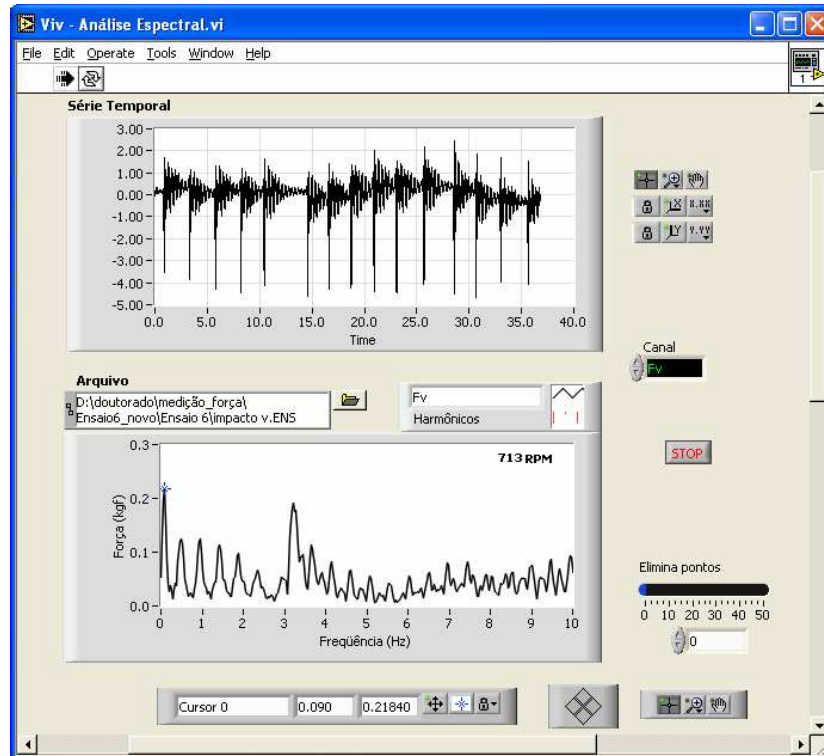 Viv - Análise Espectral.vi
File Edit Operate Tools Window Help
1
Série Temporal
3.00
2.00
1.00
0.00
-1.00
-2.00
-3.00
-4.00
-5.00
0.0 5.0 10.0 15.0 20.0 25.0 30.0 35.0 40.0
Time
X X.XX
Y Y.YY
Canal
Fv
Arquivo
D:\doutorado\medição_força\
Ensaio6_novo\Ensaio 6\impacto v.ENS
Fv
Harmônicos
STOP
713 RPM
0.3
0.2
0.1
0.0
Força (kgf)
0 1 2 3 4 5 6 7 8 9 10
Freqüência (Hz)
Elimina pontos
0 10 20 30 40 50
0
Cursor 0 0.090 0.21840